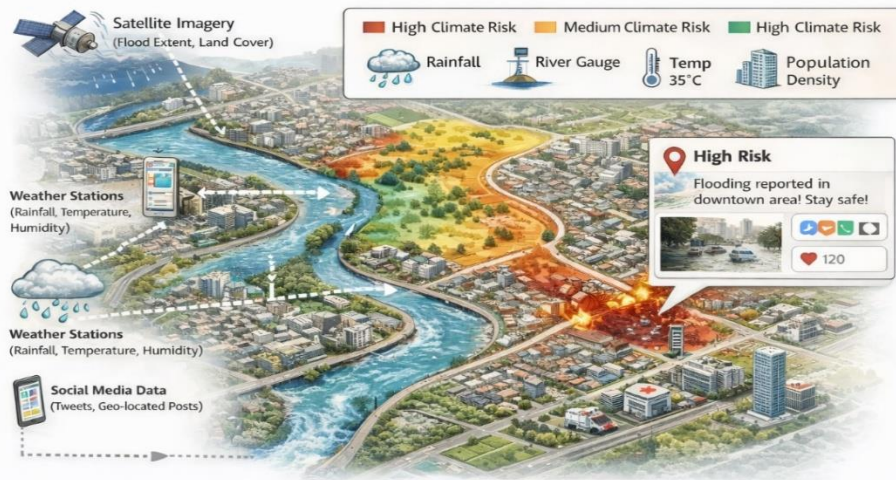 Satellite Imagery
(Flood Extent, Land Cover)
High Climate Risk
Medium Climate Risk
High Climate Risk
Rainfall
River Gauge
Temp
35°C
Population
Density
High Risk
Flooding reported in
downtown area! Stay safe!
120
Weather Stations
(Rainfall, Temperature,
Humidity)
Weather Stations
(Rainfall, Temperature, Humidity)
Social Media Data
(Tweets, Geo-located Posts)